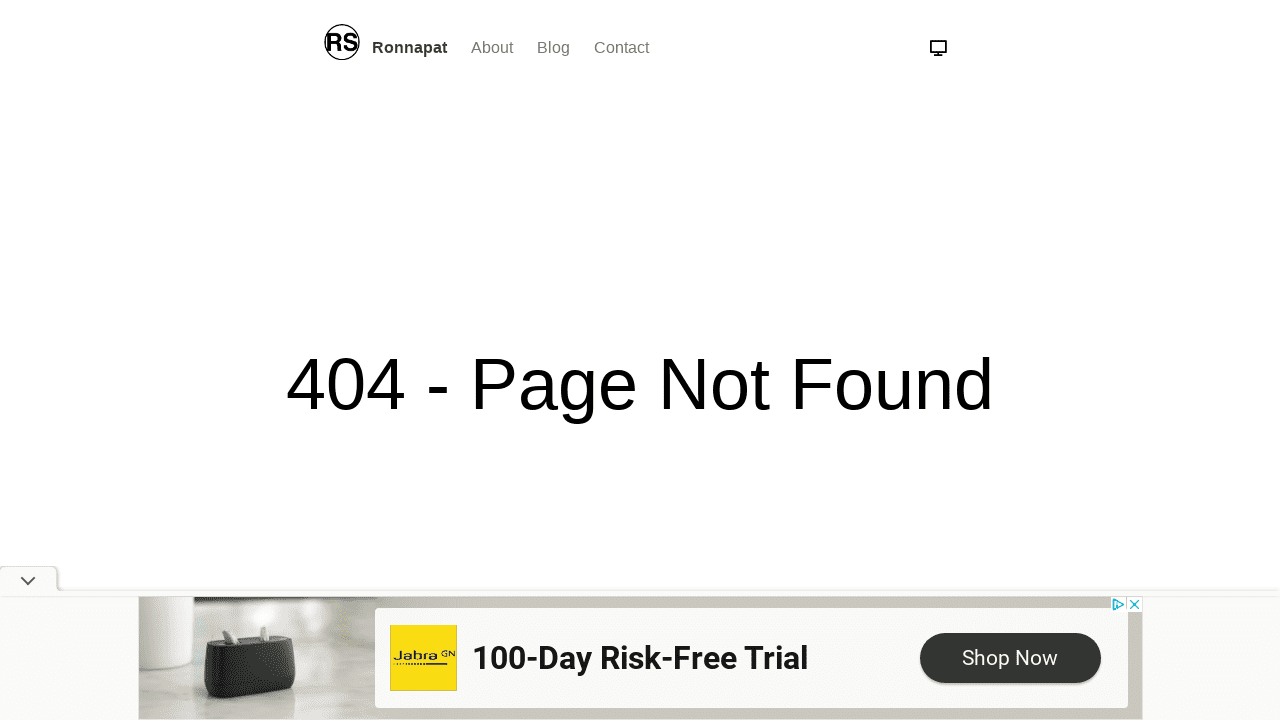 RS Ronnapat About Blog Contact
404 - Page Not Found
Jabra GN
100-Day Risk-Free Trial
Shop Now